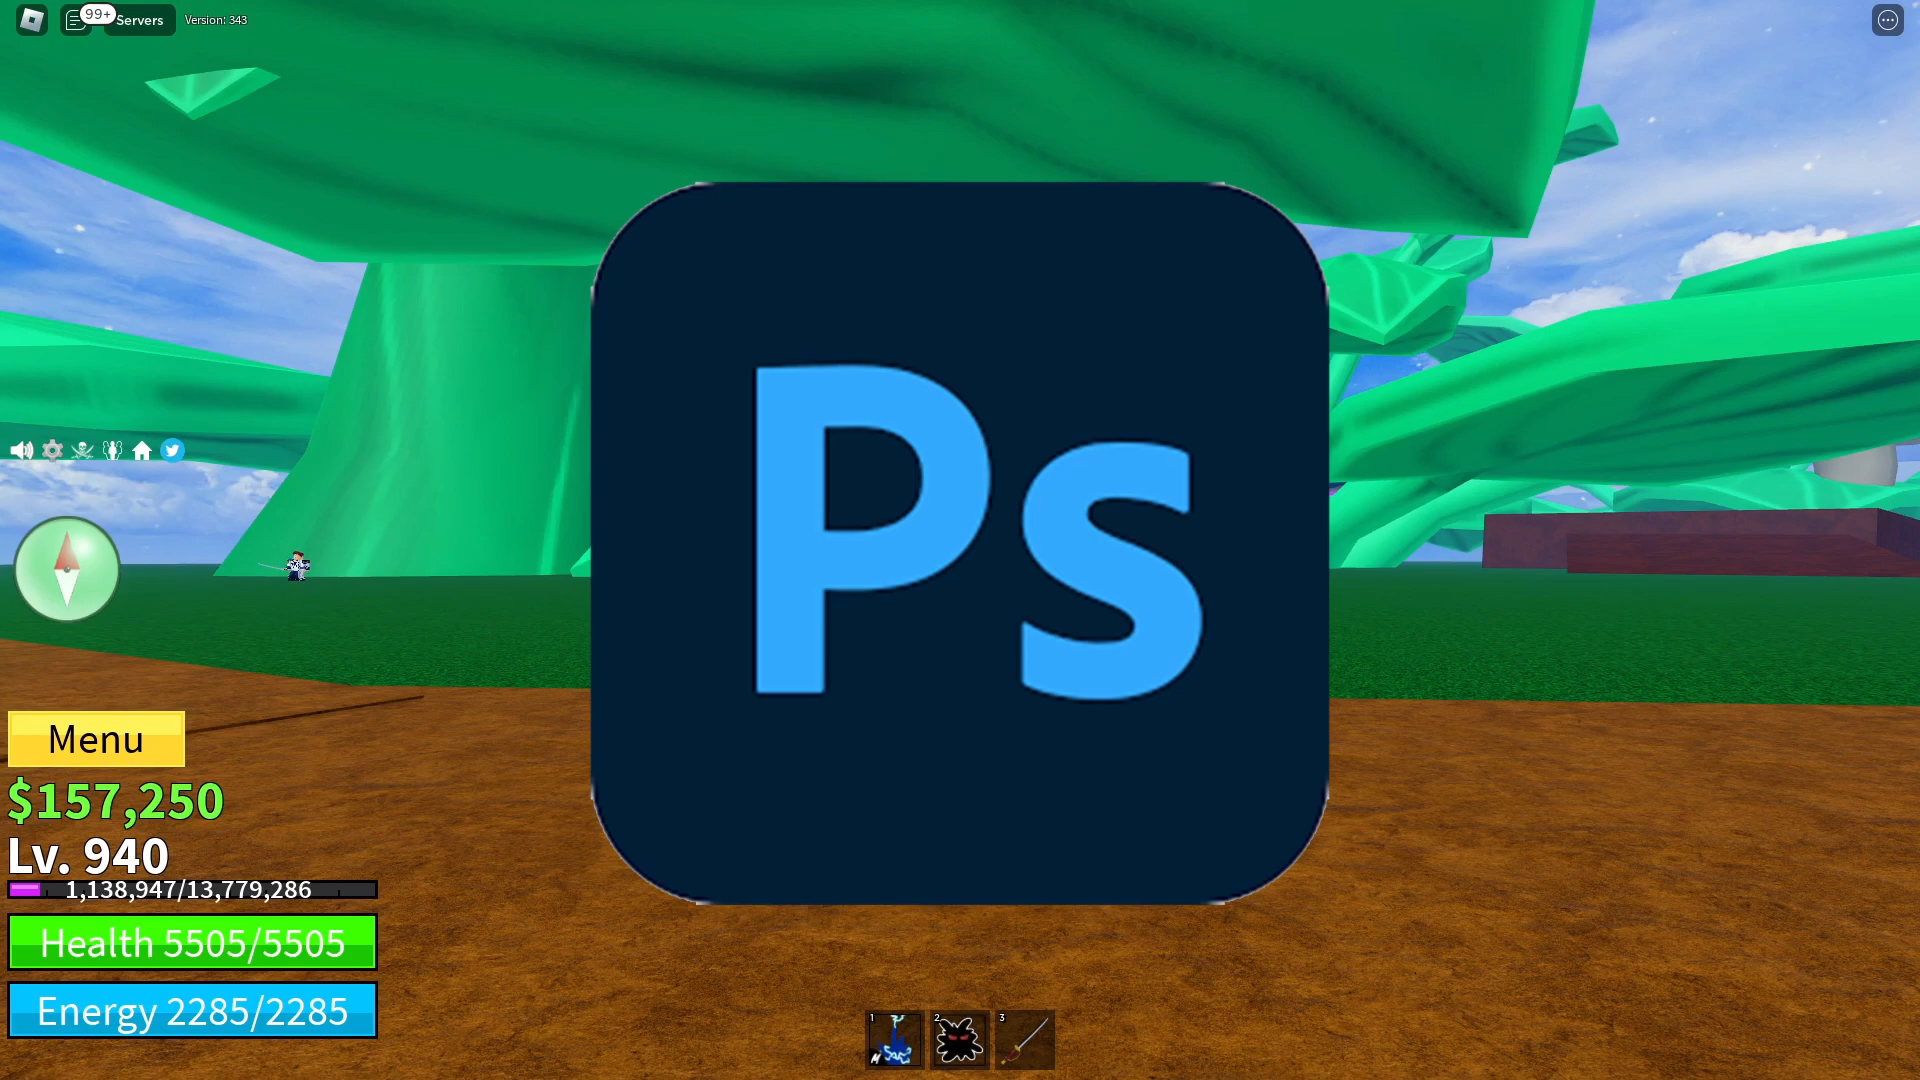 99+
Servers
Version: 343
Ps
Menu
$157,250
Lv. 940
1,138,947/13,779,286
Health 5505/5505
Energy 2285/2285
1
2
3